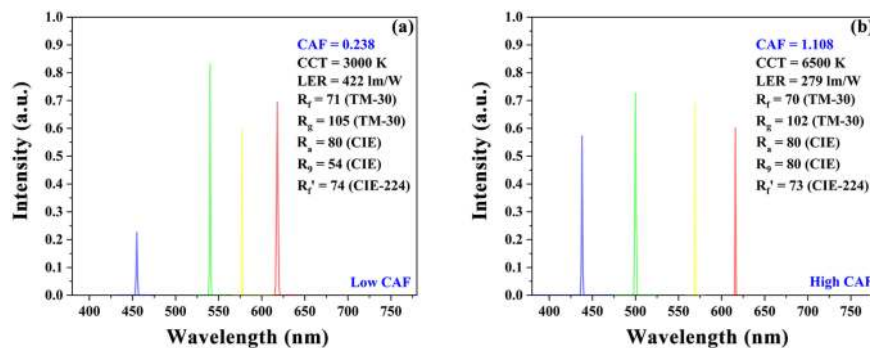 (a)
CAF = 0.238
CCT = 3000 K
LER = 422 lm/W
Rf = 71 (TM-30)
Rg = 105 (TM-30)
Ra = 80 (CIE)
R9 = 54 (CIE)
Rf' = 74 (CIE-224)
Low CAF
Intensity (a.u.)
1.0
0.9
0.8
0.7
0.6
0.5
0.4
0.3
0.2
0.1
0.0
400 450 500 550 600 650 700 750
Wavelength (nm)
(b)
CAF = 1.108
CCT = 6500 K
LER = 279 lm/W
Rf = 70 (TM-30)
Rg = 102 (TM-30)
Ra = 80 (CIE)
R9 = 80 (CIE)
Rf' = 73 (CIE-224)
High CAF
Intensity (a.u.)
1.0
0.9
0.8
0.7
0.6
0.5
0.4
0.3
0.2
0.1
0.0
400 450 500 550 600 650 700 750
Wavelength (nm)